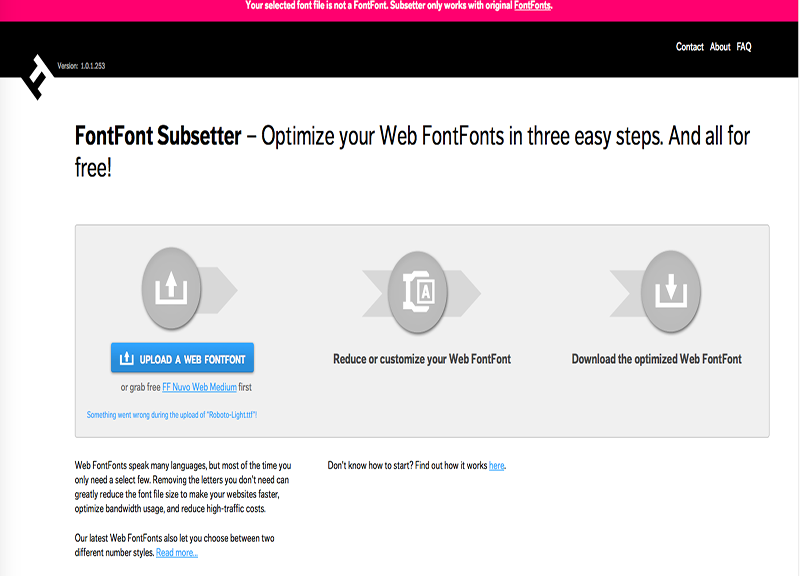 Your selected font file is not a FontFont. Subsetter only works with original FontFonts.
Contact About FAQ
Version: 1.0.1.253
FontFont Subsetter – Optimize your Web FontFonts in three easy steps. And all for
free!
A
UPLOAD A WEB FONTFONT
Reduce or customize your Web FontFont
Download the optimized Web FontFont
or grab free FF Nuvo Web Medium first
Something went wrong during the upload of "Roboto-Light.ttf"!
Web FontFonts speak many languages, but most of the time you
only need a select few. Removing the letters you don't need can
greatly reduce the font file size to make your websites faster,
optimize bandwidth usage, and reduce high-traffic costs.
Our latest Web FontFonts also let you choose between two
different number styles. Read more...
Don't know how to start? Find out how it works here.